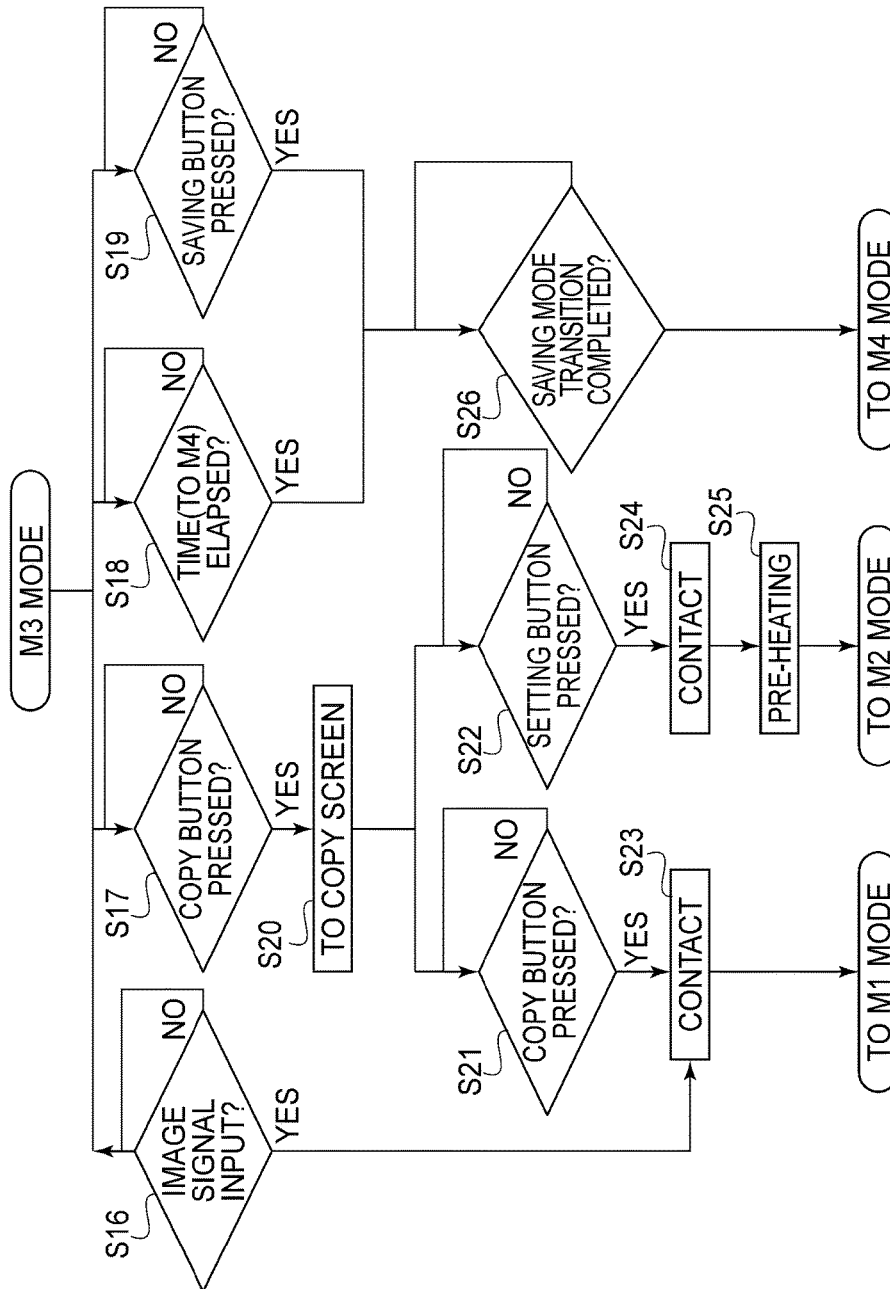 M3 MODE
S16
IMAGE
SIGNAL
INPUT?
NO
YES
S17
COPY BUTTON
PRESSED?
NO
YES
S18
TIME(TO M4)
ELAPSED?
NO
YES
S19
SAVING BUTTON
PRESSED?
NO
YES
S20
TO COPY SCREEN
S21
COPY BUTTON
PRESSED?
NO
YES
S22
SETTING BUTTON
PRESSED?
NO
YES
S26
SAVING MODE
TRANSITION
COMPLETED?
S23
CONTACT
S24
CONTACT
S25
PRE-HEATING
TO M1 MODE
TO M2 MODE
TO M4 MODE